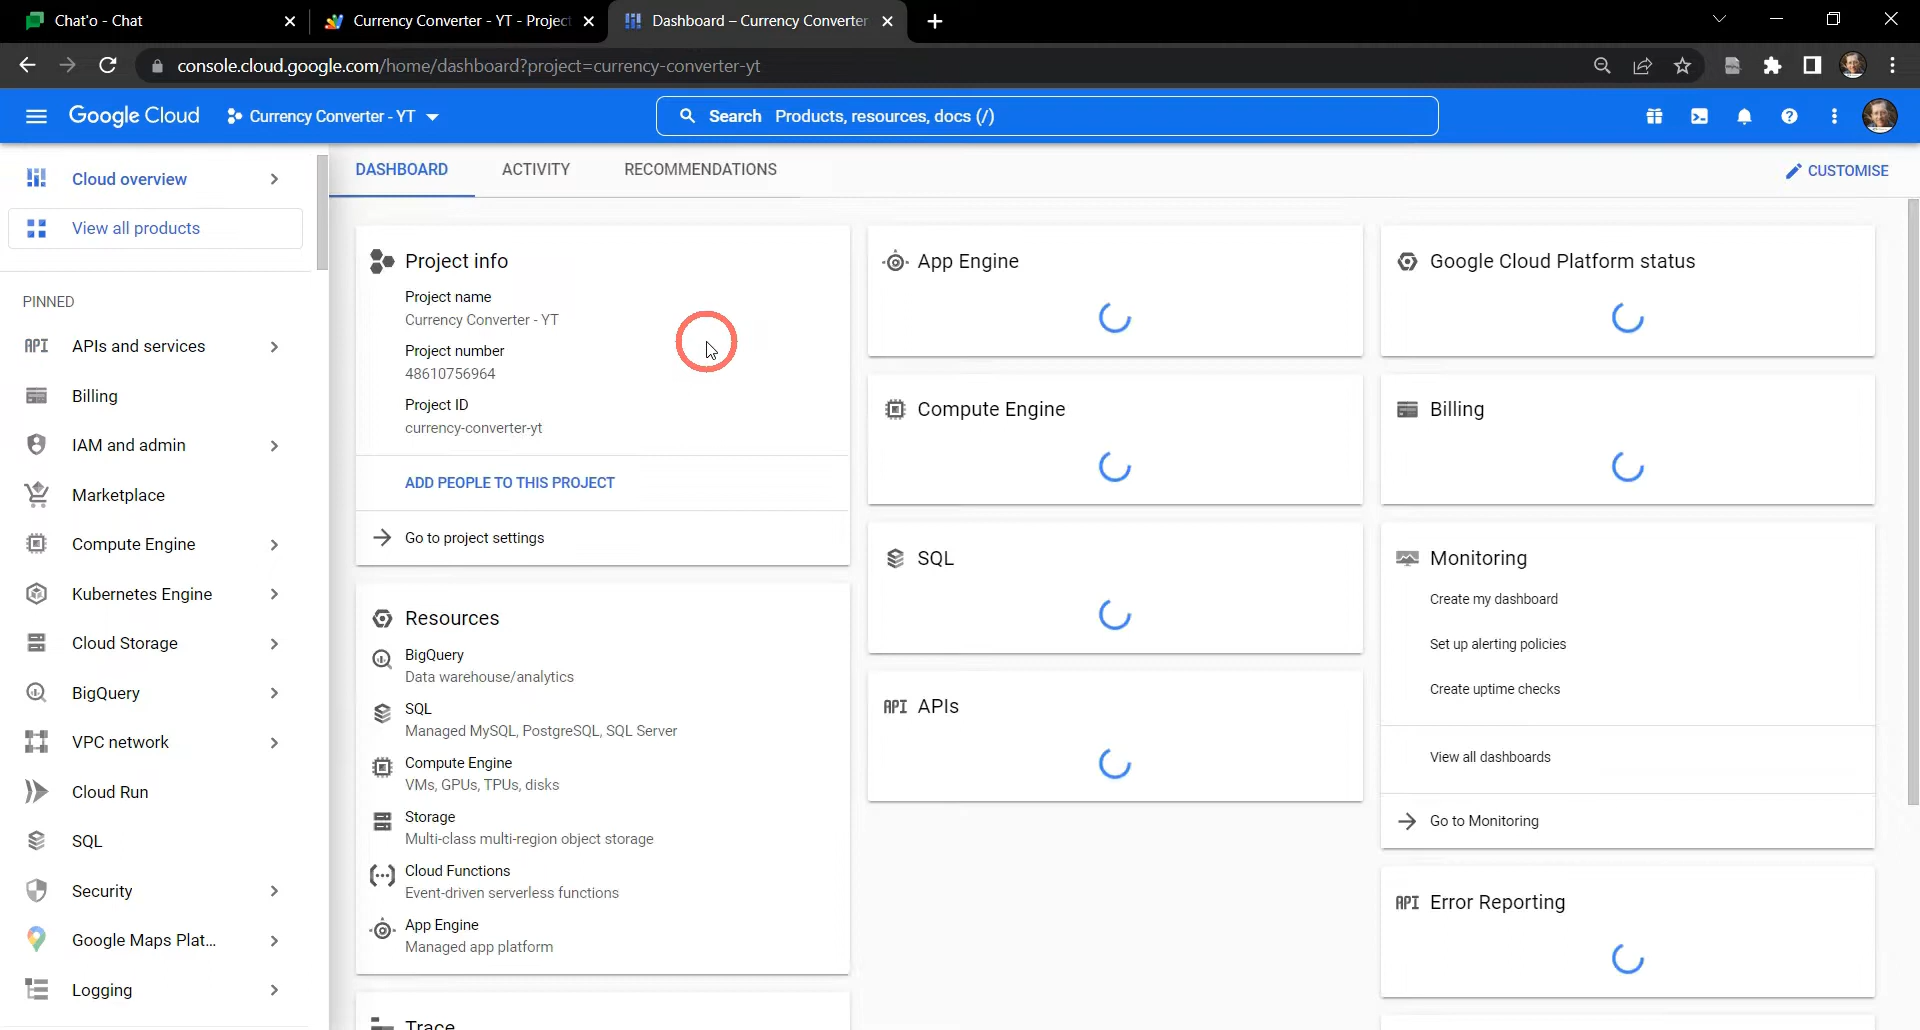 Chat'o - Chat
Currency Converter - YT - Project
Dashboard – Currency Converter
console.cloud.google.com/home/dashboard?project=currency-converter-yt
Google Cloud
Currency Converter - YT
Search Products, resources, docs (/)
Cloud overview
View all products
PINNED
API APIs and services
Billing
IAM and admin
Marketplace
Compute Engine
Kubernetes Engine
Cloud Storage
BigQuery
VPC network
Cloud Run
SQL
Security
Google Maps Plat...
Logging
DASHBOARD
ACTIVITY
RECOMMENDATIONS
CUSTOMISE
Project info
Project name
Currency Converter - YT
Project number
48610756964
Project ID
currency-converter-yt
ADD PEOPLE TO THIS PROJECT
Go to project settings
Resources
BigQuery
Data warehouse/analytics
SQL
Managed MySQL, PostgreSQL, SQL Server
Compute Engine
VMs, GPUs, TPUs, disks
Storage
Multi-class multi-region object storage
Cloud Functions
Event-driven serverless functions
App Engine
Managed app platform
Trace
App Engine
Compute Engine
SQL
API APIs
Google Cloud Platform status
Billing
Monitoring
Create my dashboard
Set up alerting policies
Create uptime checks
View all dashboards
Go to Monitoring
API Error Reporting